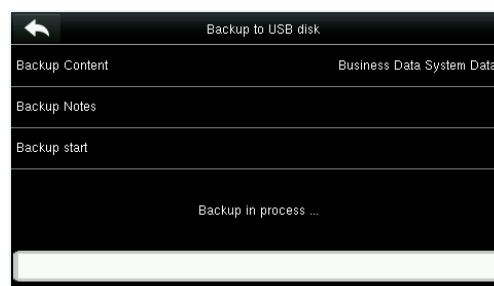 Backup to USB disk
Backup Content Business Data System Data
Backup Notes
Backup start
Backup in process ...